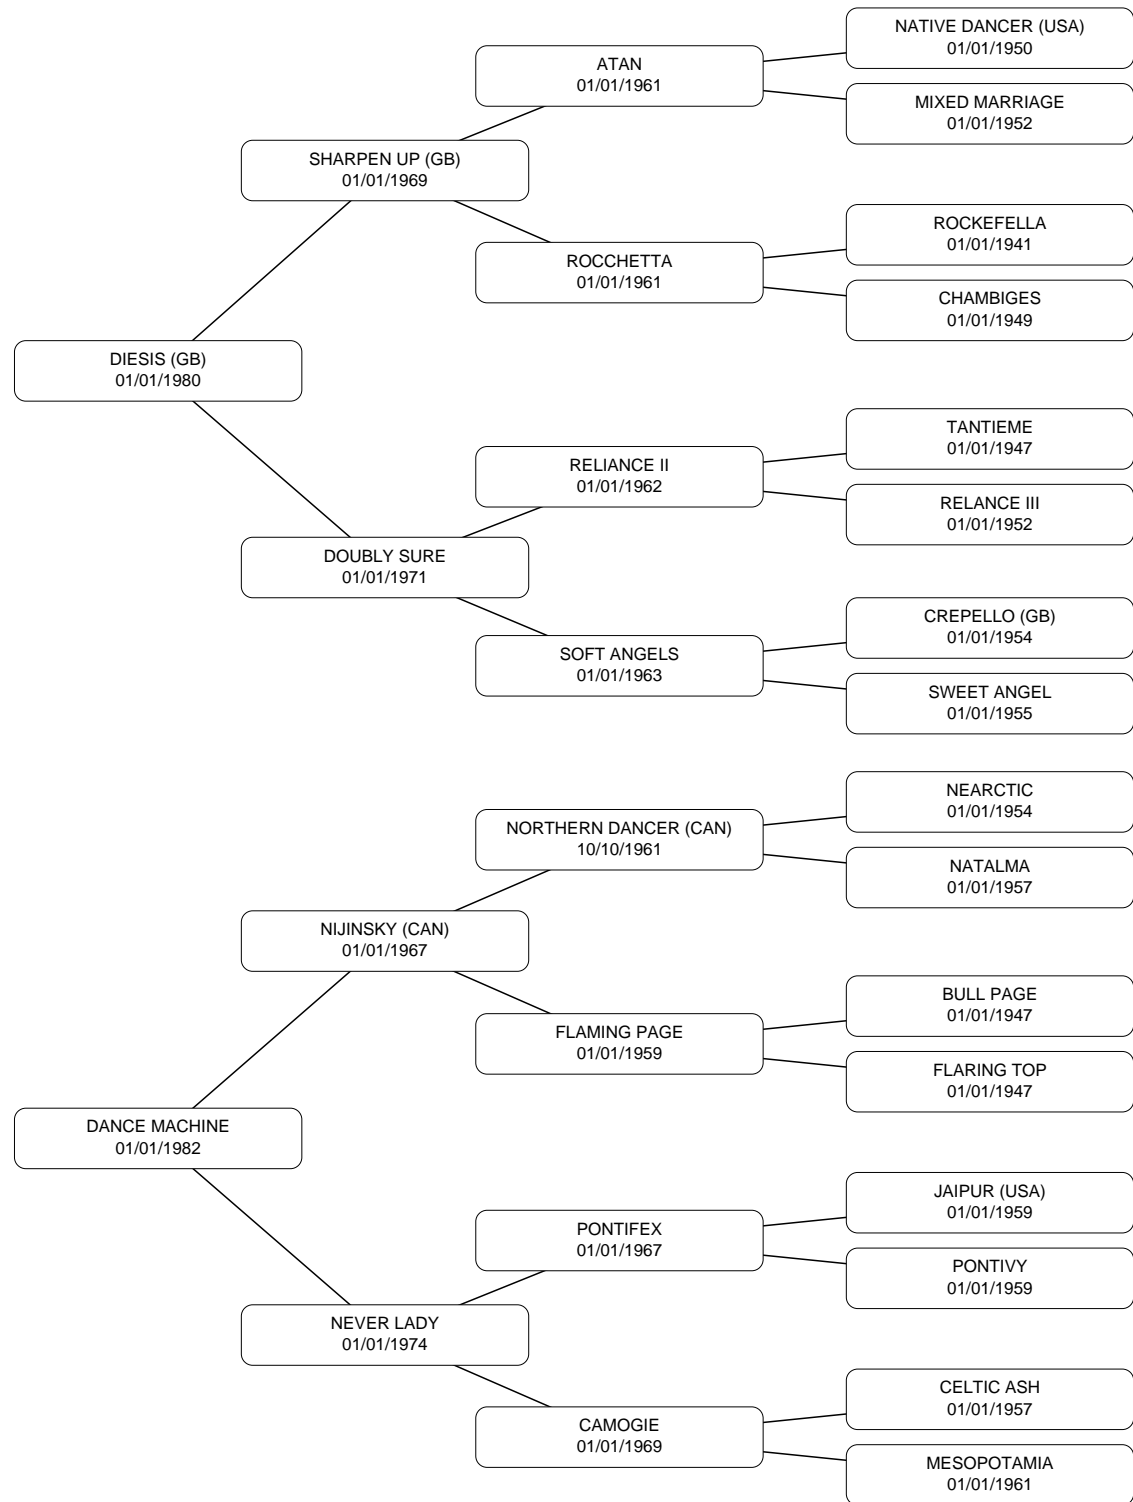 NATIVE DANCER (USA)
01/01/1950
ATAN
01/01/1961
MIXED MARRIAGE
01/01/1952
SHARPEN UP (GB)
01/01/1969
ROCKEFELLA
01/01/1941
ROCCHETTA
01/01/1961
CHAMBIGES
01/01/1949
DIESIS (GB)
01/01/1980
TANTIEME
01/01/1947
RELIANCE II
01/01/1962
RELANCE III
01/01/1952
DOUBLY SURE
01/01/1971
CREPELLO (GB)
01/01/1954
SOFT ANGELS
01/01/1963
SWEET ANGEL
01/01/1955
NEARCTIC
01/01/1954
NORTHERN DANCER (CAN)
10/10/1961
NATALMA
01/01/1957
NIJINSKY (CAN)
01/01/1967
BULL PAGE
01/01/1947
FLAMING PAGE
01/01/1959
FLARING TOP
01/01/1947
DANCE MACHINE
01/01/1982
JAIPUR (USA)
01/01/1959
PONTIFEX
01/01/1967
PONTIVY
01/01/1959
NEVER LADY
01/01/1974
CELTIC ASH
01/01/1957
CAMOGIE
01/01/1969
MESOPOTAMIA
01/01/1961